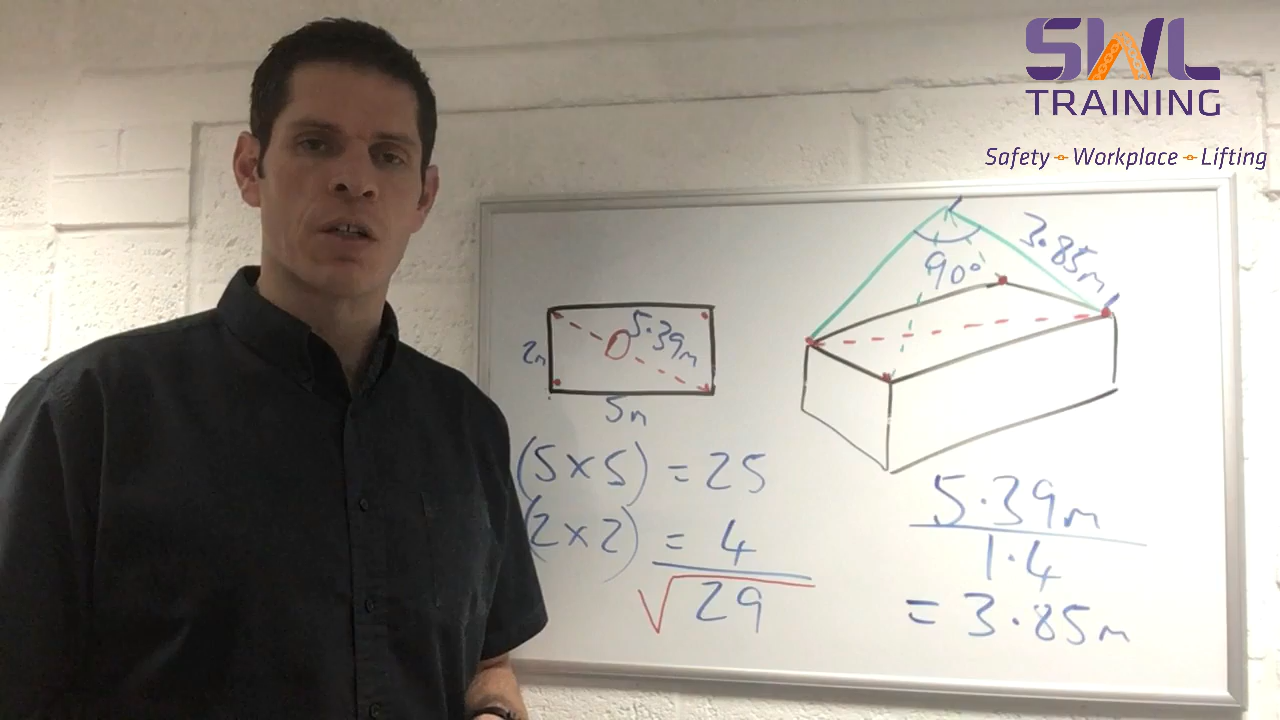 SWL
TRAINING
Safety Workplace Lifting
2m
5.39m
5m
(5 x 5) = 25
(2 x 2) = 4
√29
90°
3.85m
5.39m
1.4
= 3.85m